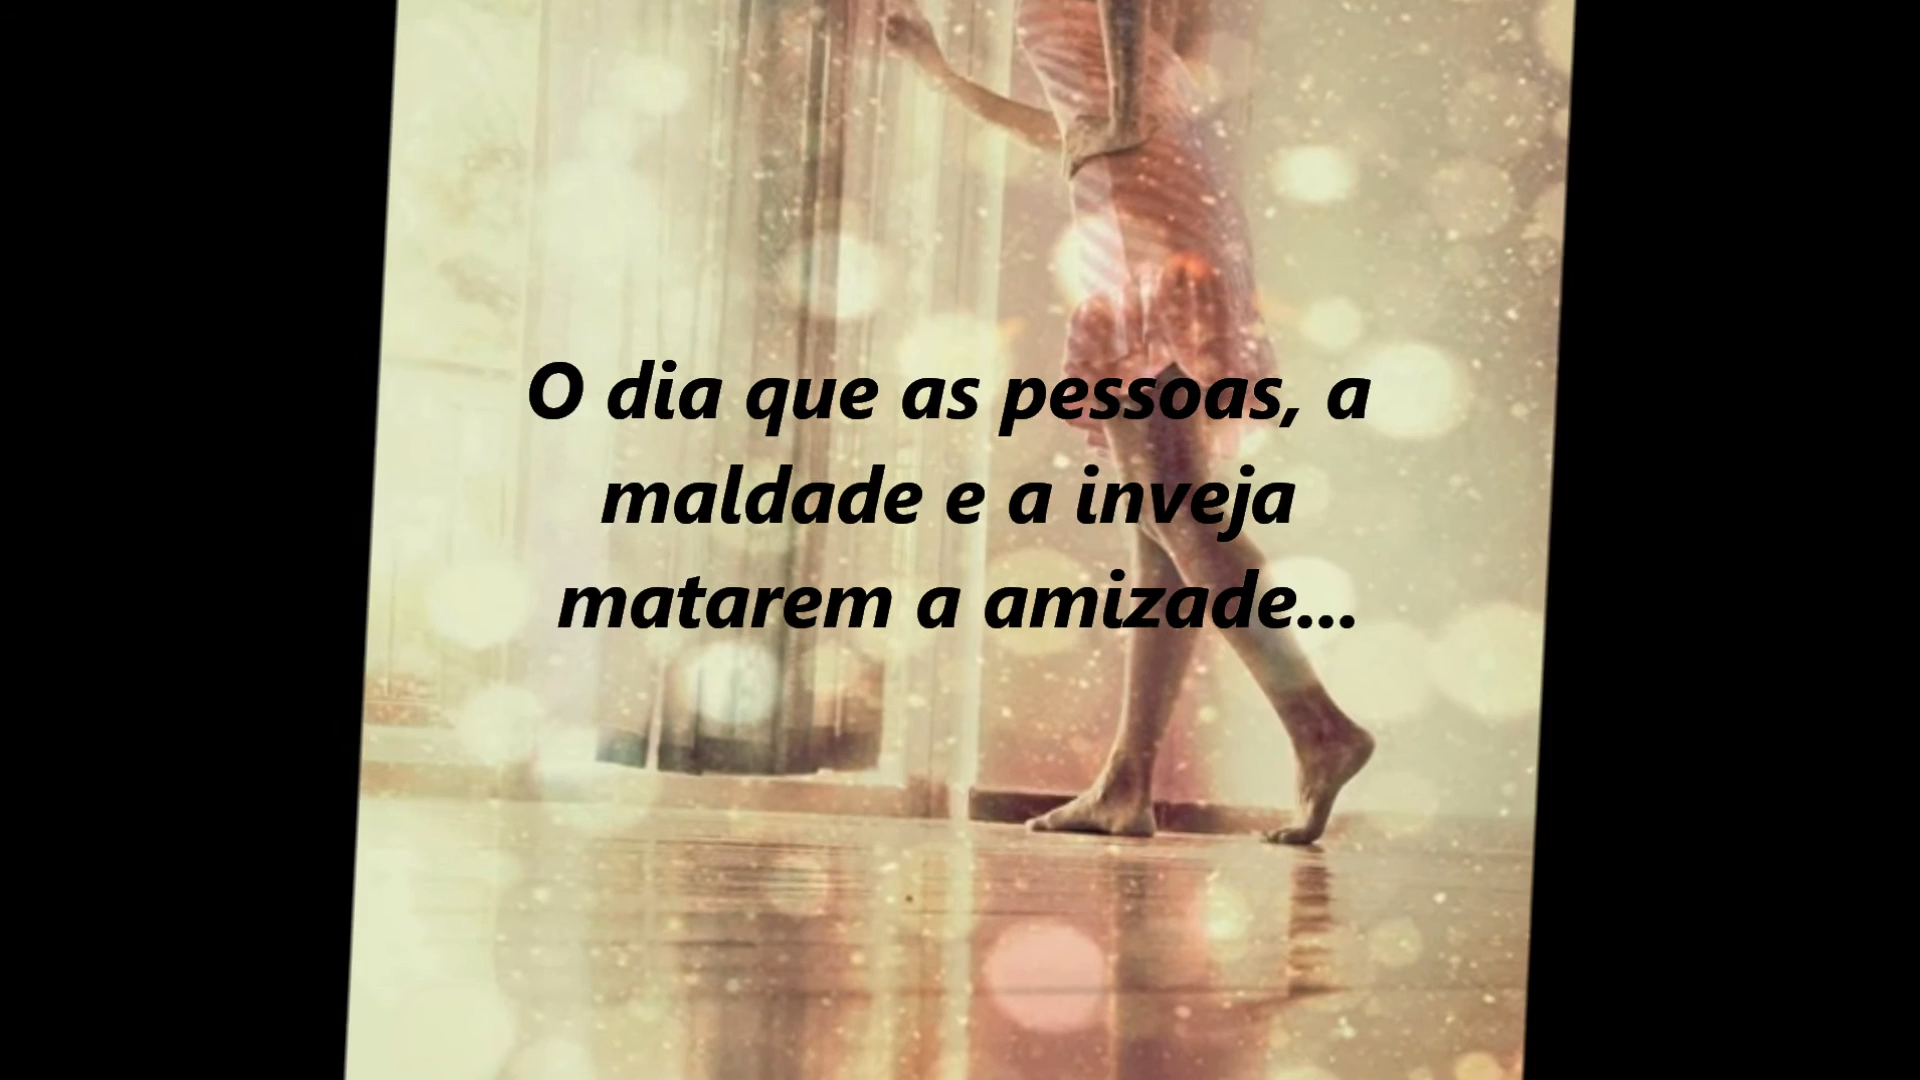 O dia que as pessoas, a
maldade e a inveja
matarem a amizade...